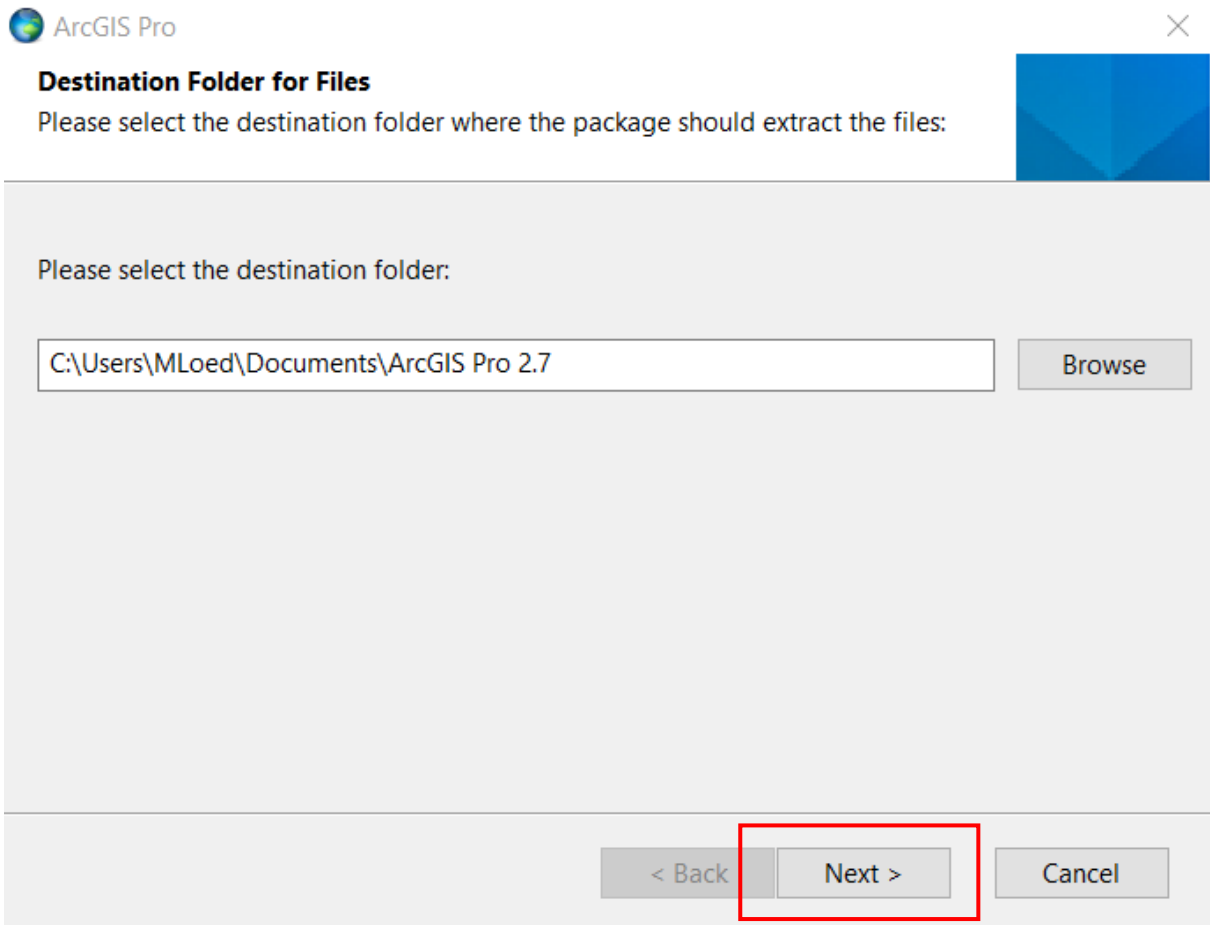 ArcGIS Pro
Destination Folder for Files
Please select the destination folder where the package should extract the files:
Please select the destination folder:
C:\Users\MLoed\Documents\ArcGIS Pro 2.7
Browse
< Back
Next >
Cancel